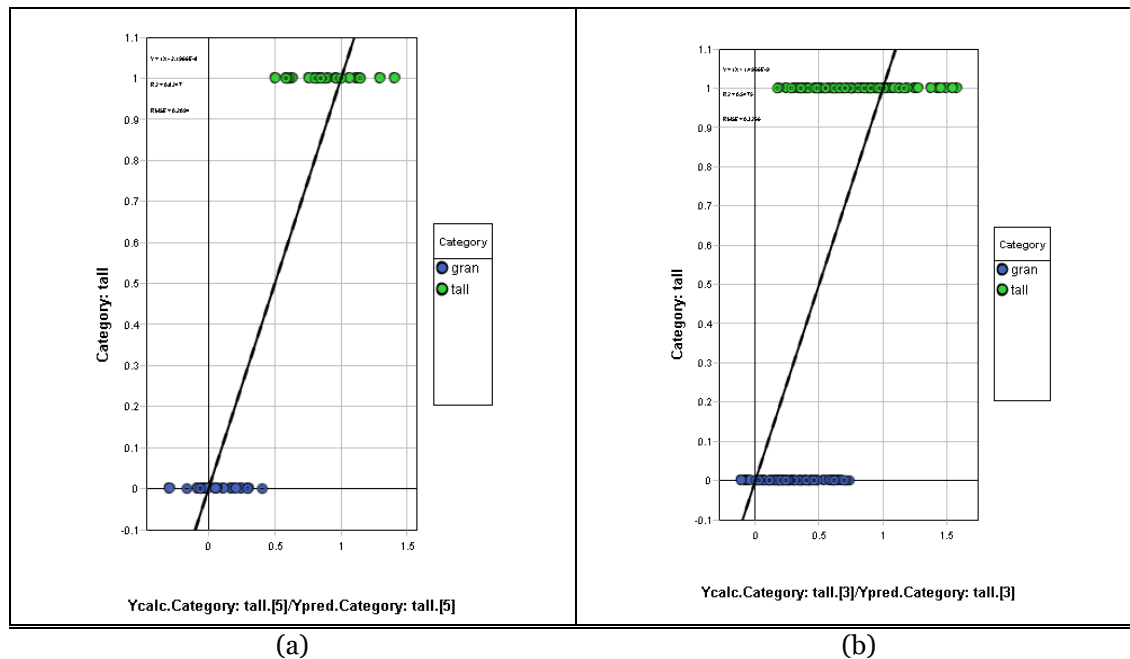 1.1
1
0.9
0.8
0.7
0.6
0.5
0.4
0.3
0.2
0.1
0
-0.1
Category: tall
0 0.5 1 1.5
Category
gran
tall
Ycalc.Category: tall.[5]/Ypred.Category: tall.[5]
(a)
1.1
1
0.9
0.8
0.7
0.6
0.5
0.4
0.3
0.2
0.1
0
-0.1
Category: tall
0 0.5 1 1.5
Category
gran
tall
Ycalc.Category: tall.[3]/Ypred.Category: tall.[3]
(b)